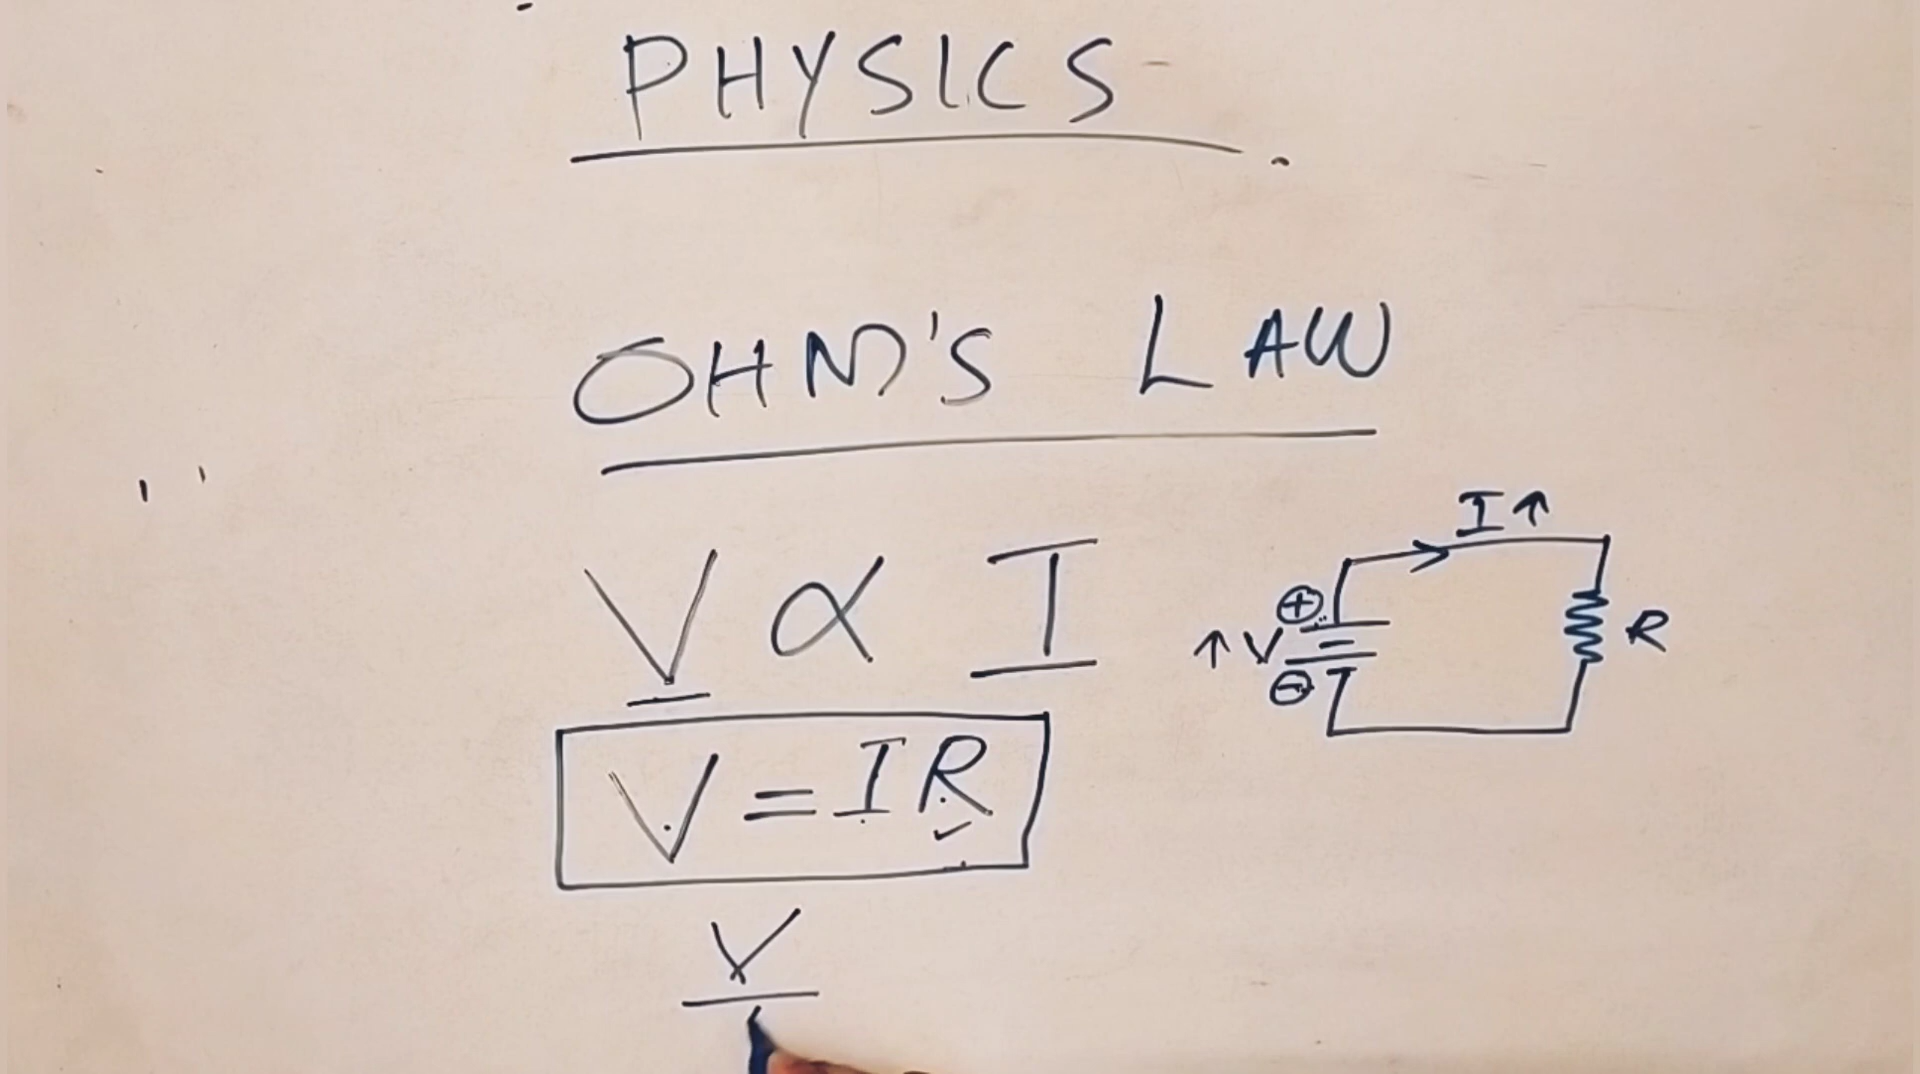 PHYSICS
OHM'S LAW
V ∝ I
I ↑
⊕
↑ V
R
⊖
V = IR
V